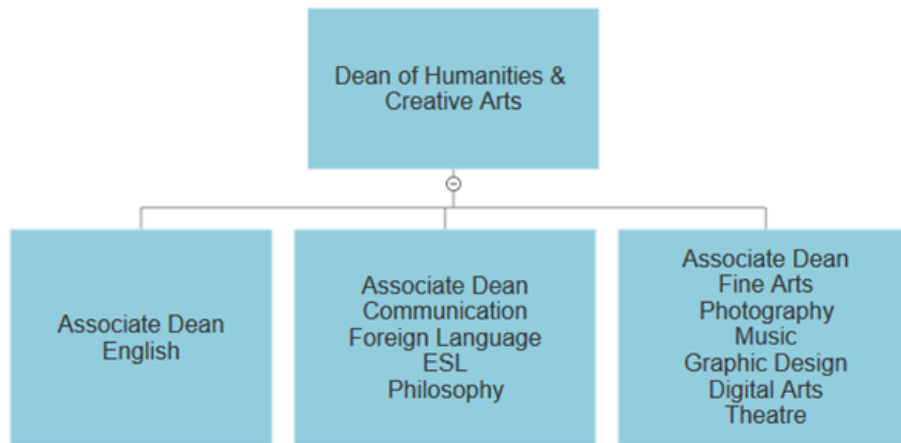 Dean of Humanities &
Creative Arts
Associate Dean
English
Associate Dean
Communication
Foreign Language
ESL
Philosophy
Associate Dean
Fine Arts
Photography
Music
Graphic Design
Digital Arts
Theatre